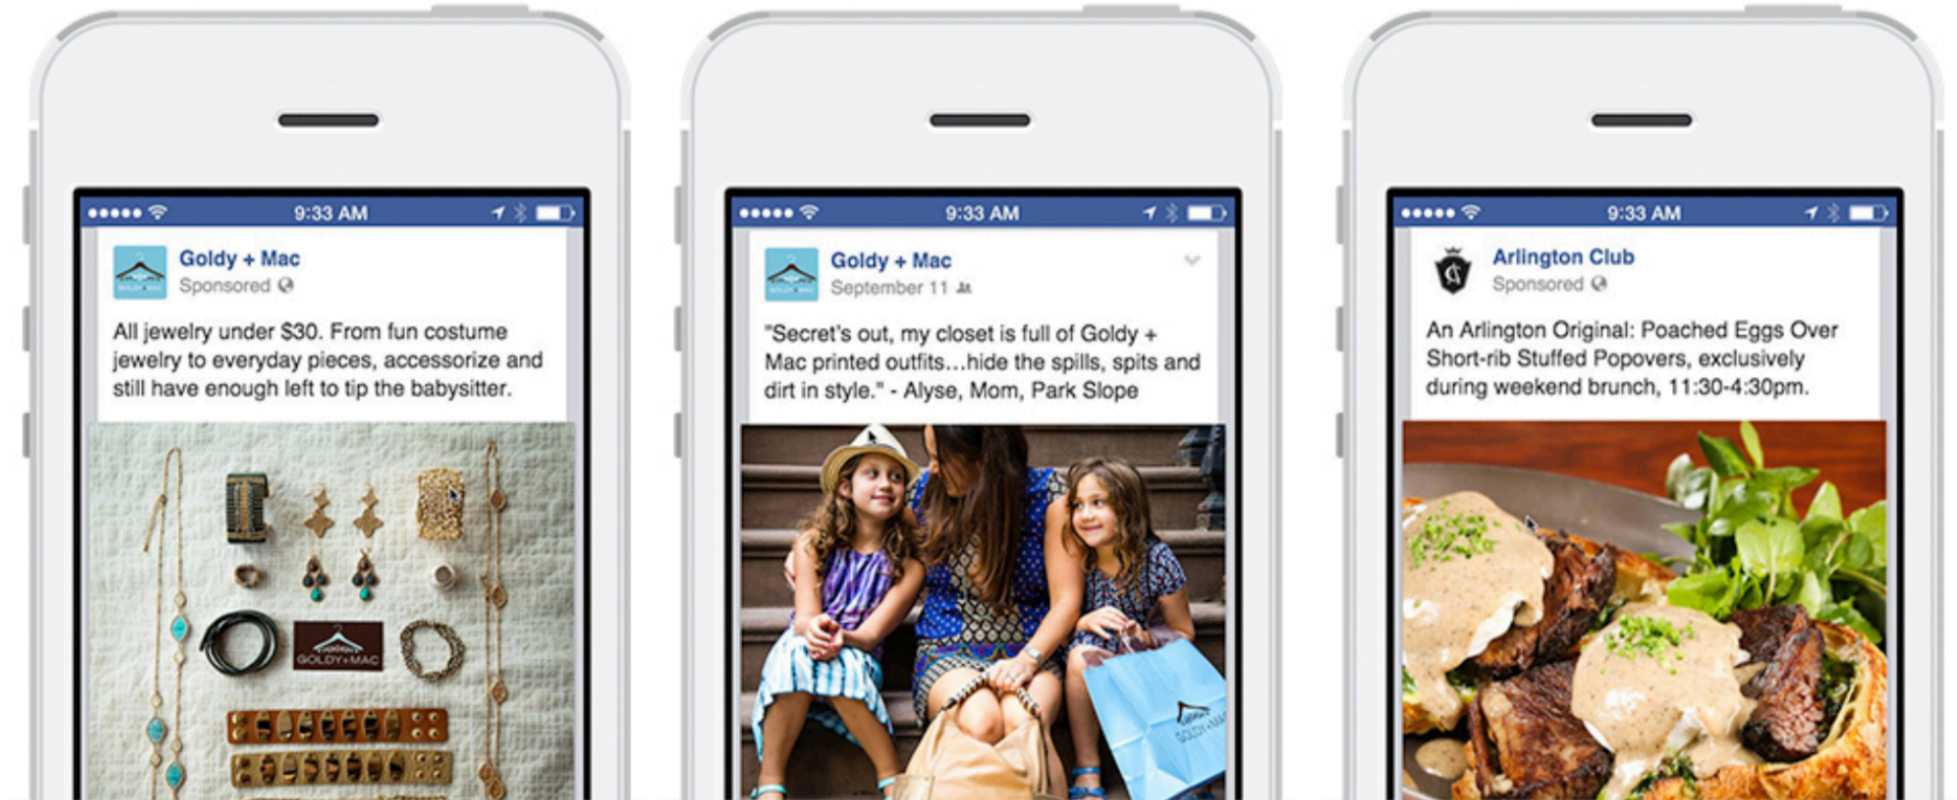 9:33 AM
Goldy + Mac
Sponsored
All jewelry under $30. From fun costume
jewelry to everyday pieces, accessorize and
still have enough left to tip the babysitter.
GOLDY+MAC
9:33 AM
Goldy + Mac
September 11
"Secret's out, my closet is full of Goldy +
Mac printed outfits...hide the spills, spits and
dirt in style." - Alyse, Mom, Park Slope
GOLDY+MAC
9:33 AM
Arlington Club
Sponsored
An Arlington Original: Poached Eggs Over
Short-rib Stuffed Popovers, exclusively
during weekend brunch, 11:30-4:30pm.